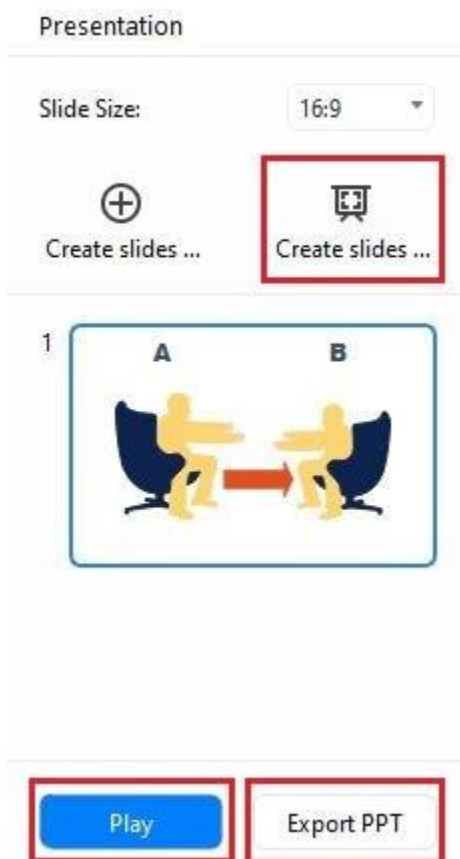 Presentation
Slide Size: 16:9
Create slides ... Create slides ...
1
A B
Play Export PPT